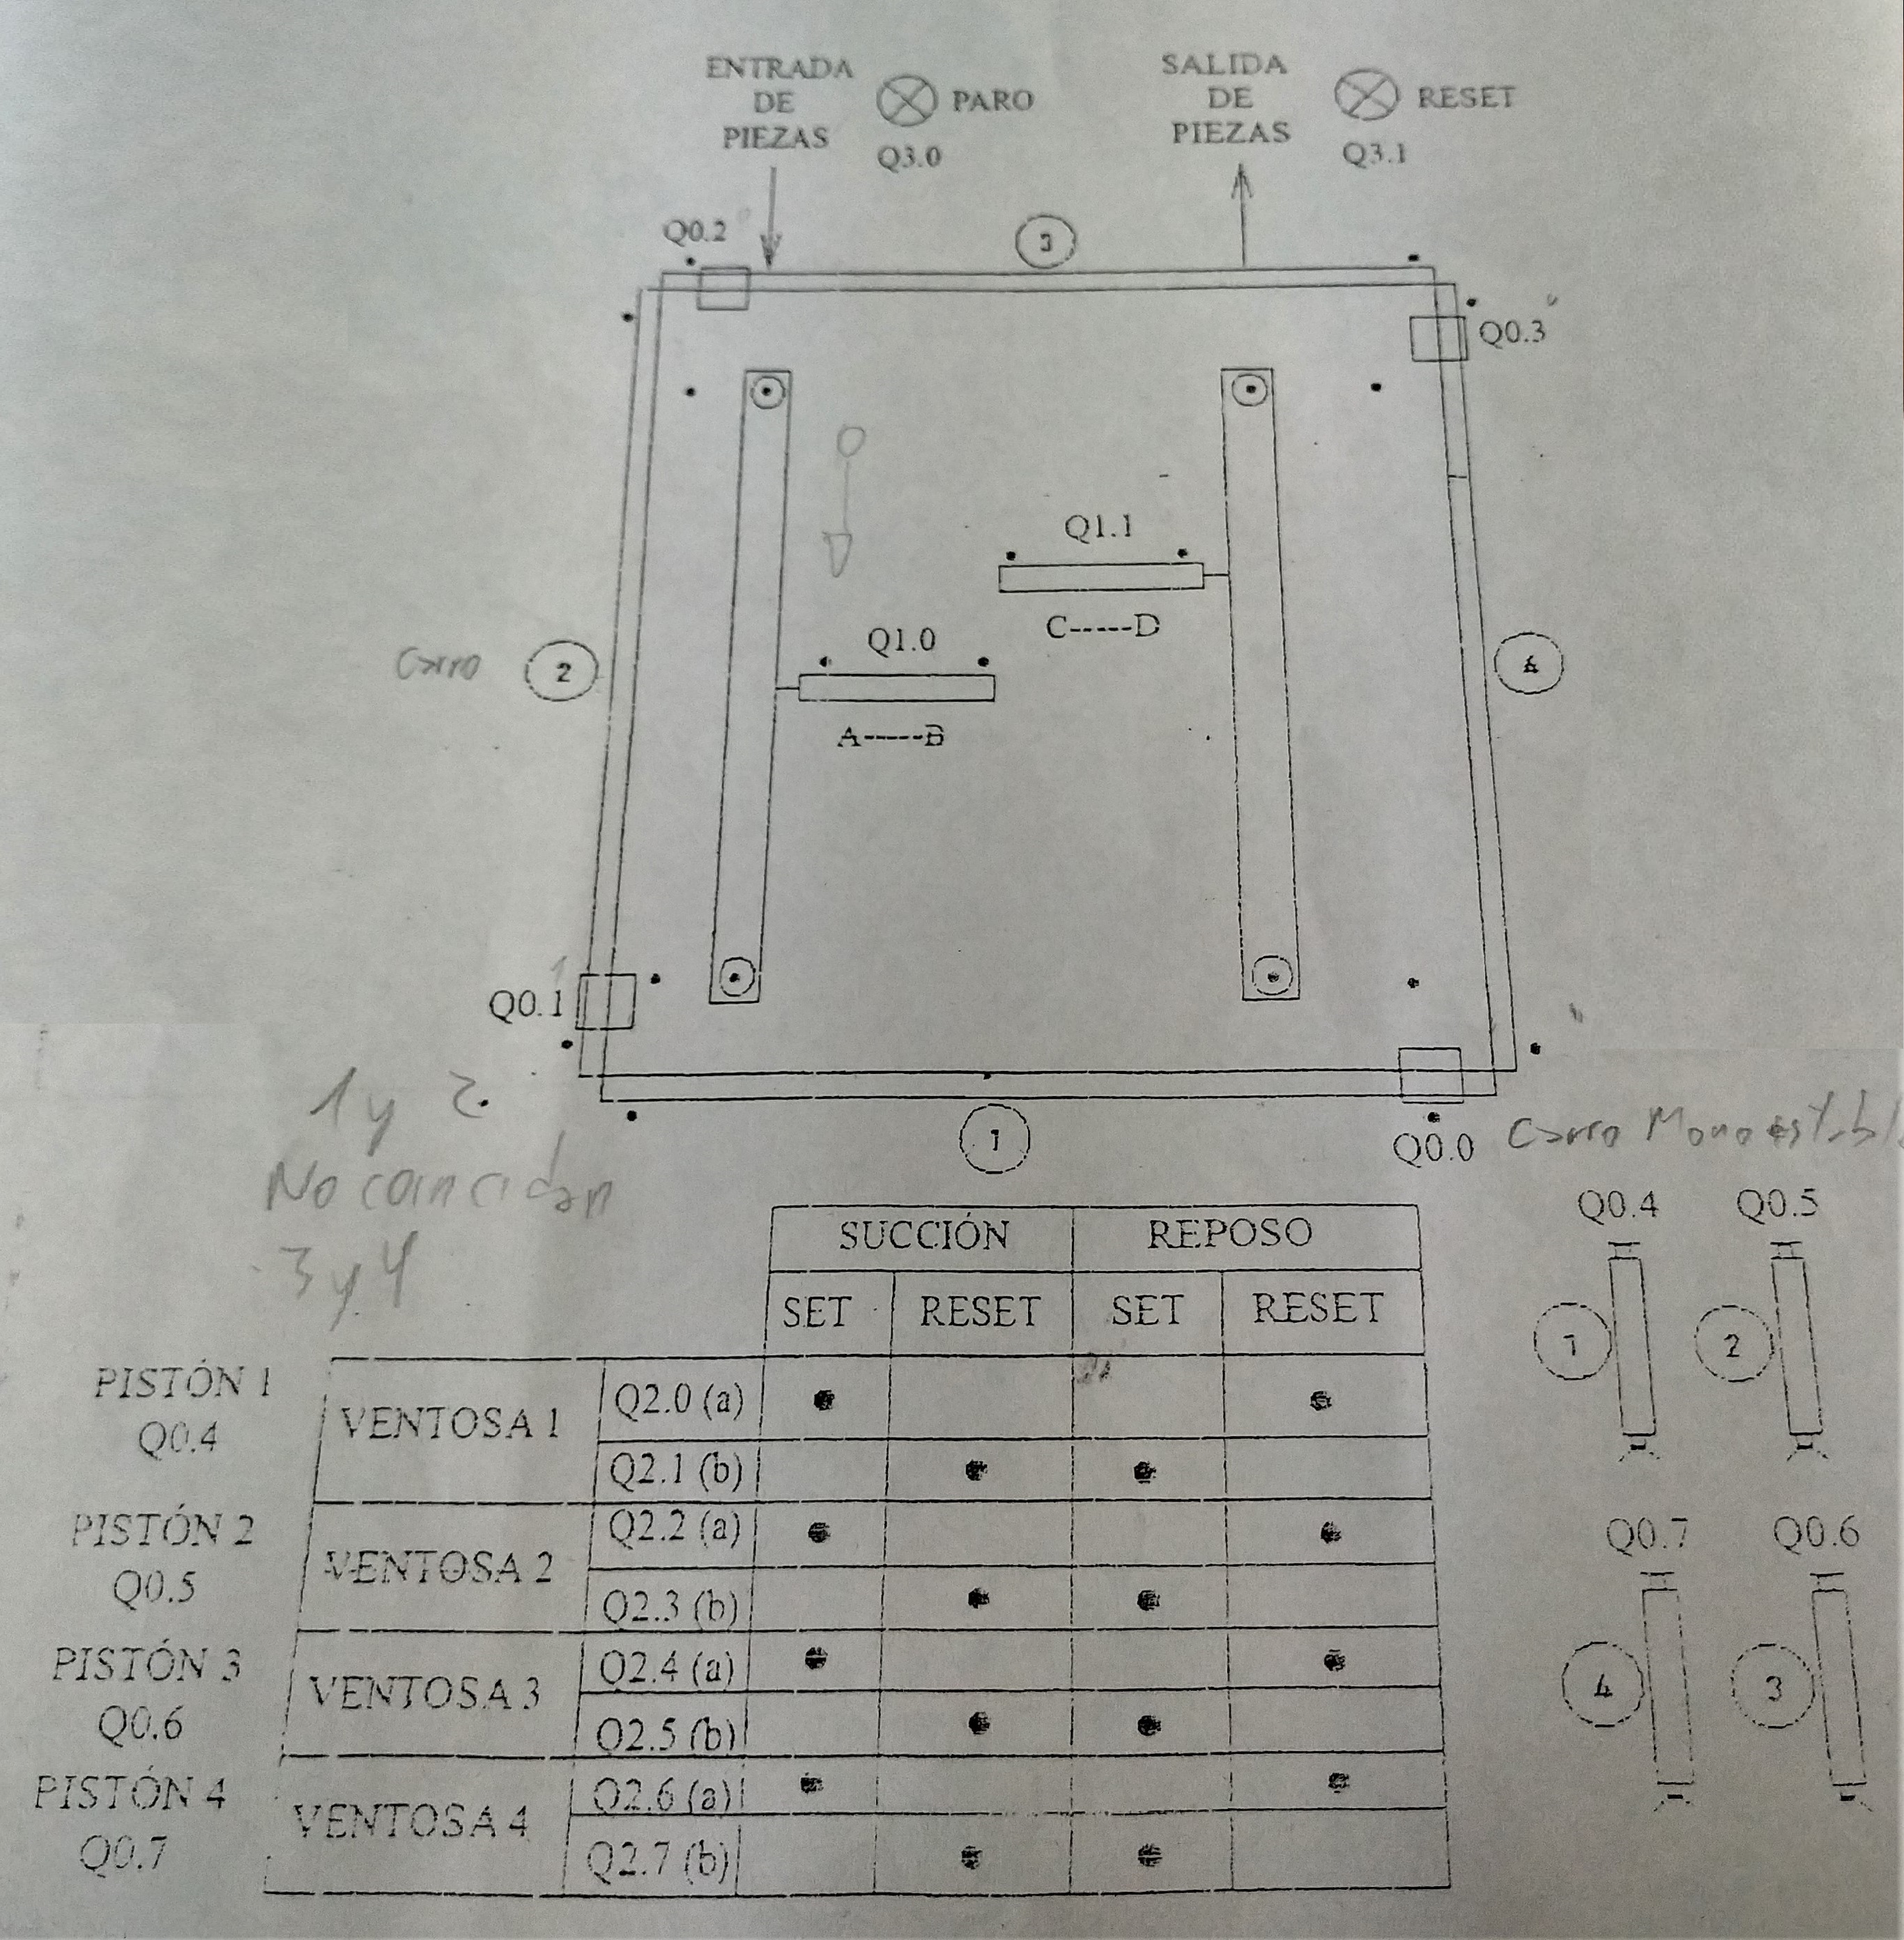 ENTRADA
DE
PIEZAS
PARO
Q3.0
SALIDA
DE
PIEZAS
RESET
Q3.1
Q0.2
3
Q0.3
Q1.1
C-----D
Q1.0
A-----B
Carro
2
4
Q0.1
1
Q0.0
Carro Monoestabl
1 y 2
No coincidan
3 y 4
Q0.4
Q0.5
1
2
Q0.7
Q0.6
4
3
SUCCIÓN REPOSO
SET RESET SET RESET
PISTÓN 1
Q0.4
VENTOSA 1
Q2.0 (a)
Q2.1 (b)
PISTÓN 2
Q0.5
VENTOSA 2
Q2.2 (a)
Q2.3 (b)
PISTÓN 3
Q0.6
VENTOSA 3
Q2.4 (a)
Q2.5 (b)
PISTÓN 4
Q0.7
VENTOSA 4
Q2.6 (a)
Q2.7 (b)